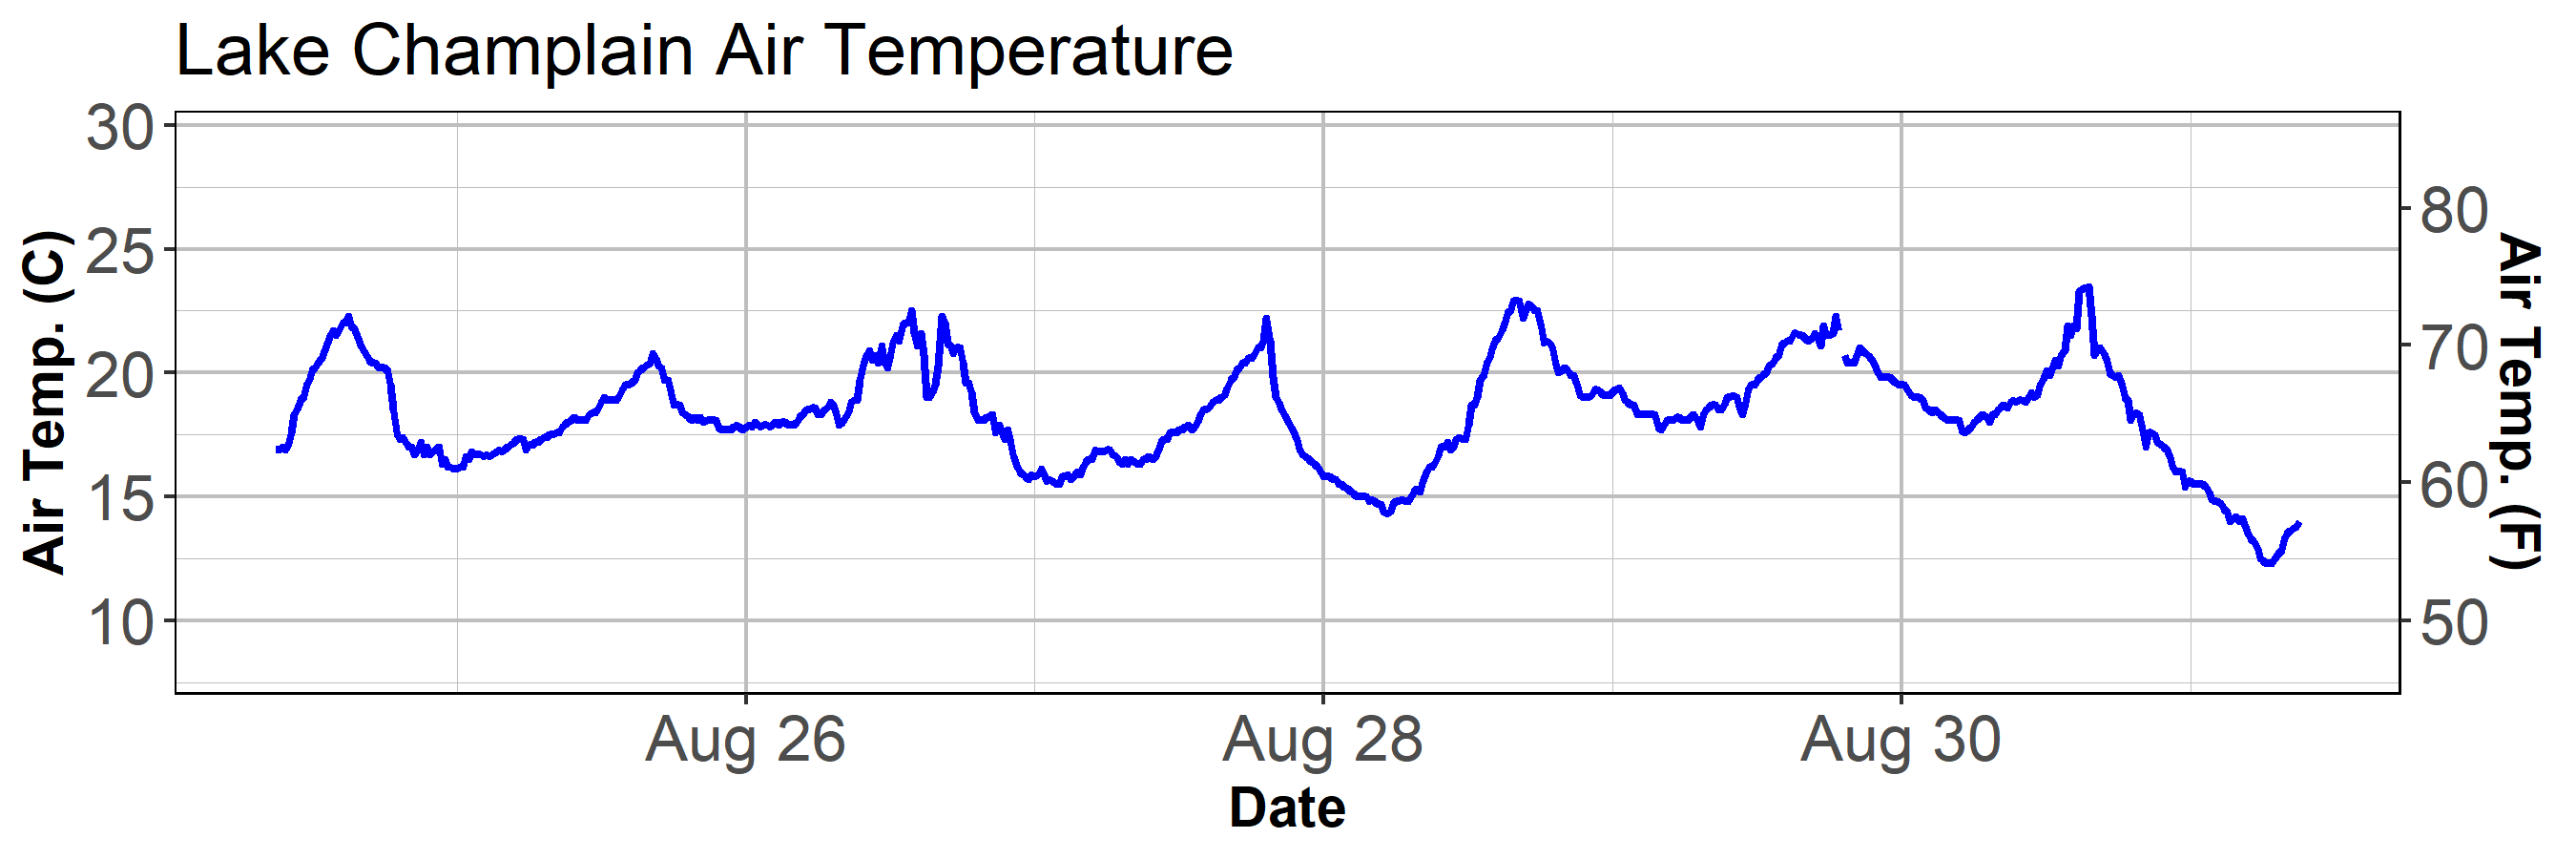 Lake Champlain Air Temperature
30
25
20
15
10
Air Temp. (C)
80
70
60
50
Air Temp. (F)
Aug 26
Aug 28
Aug 30
Date